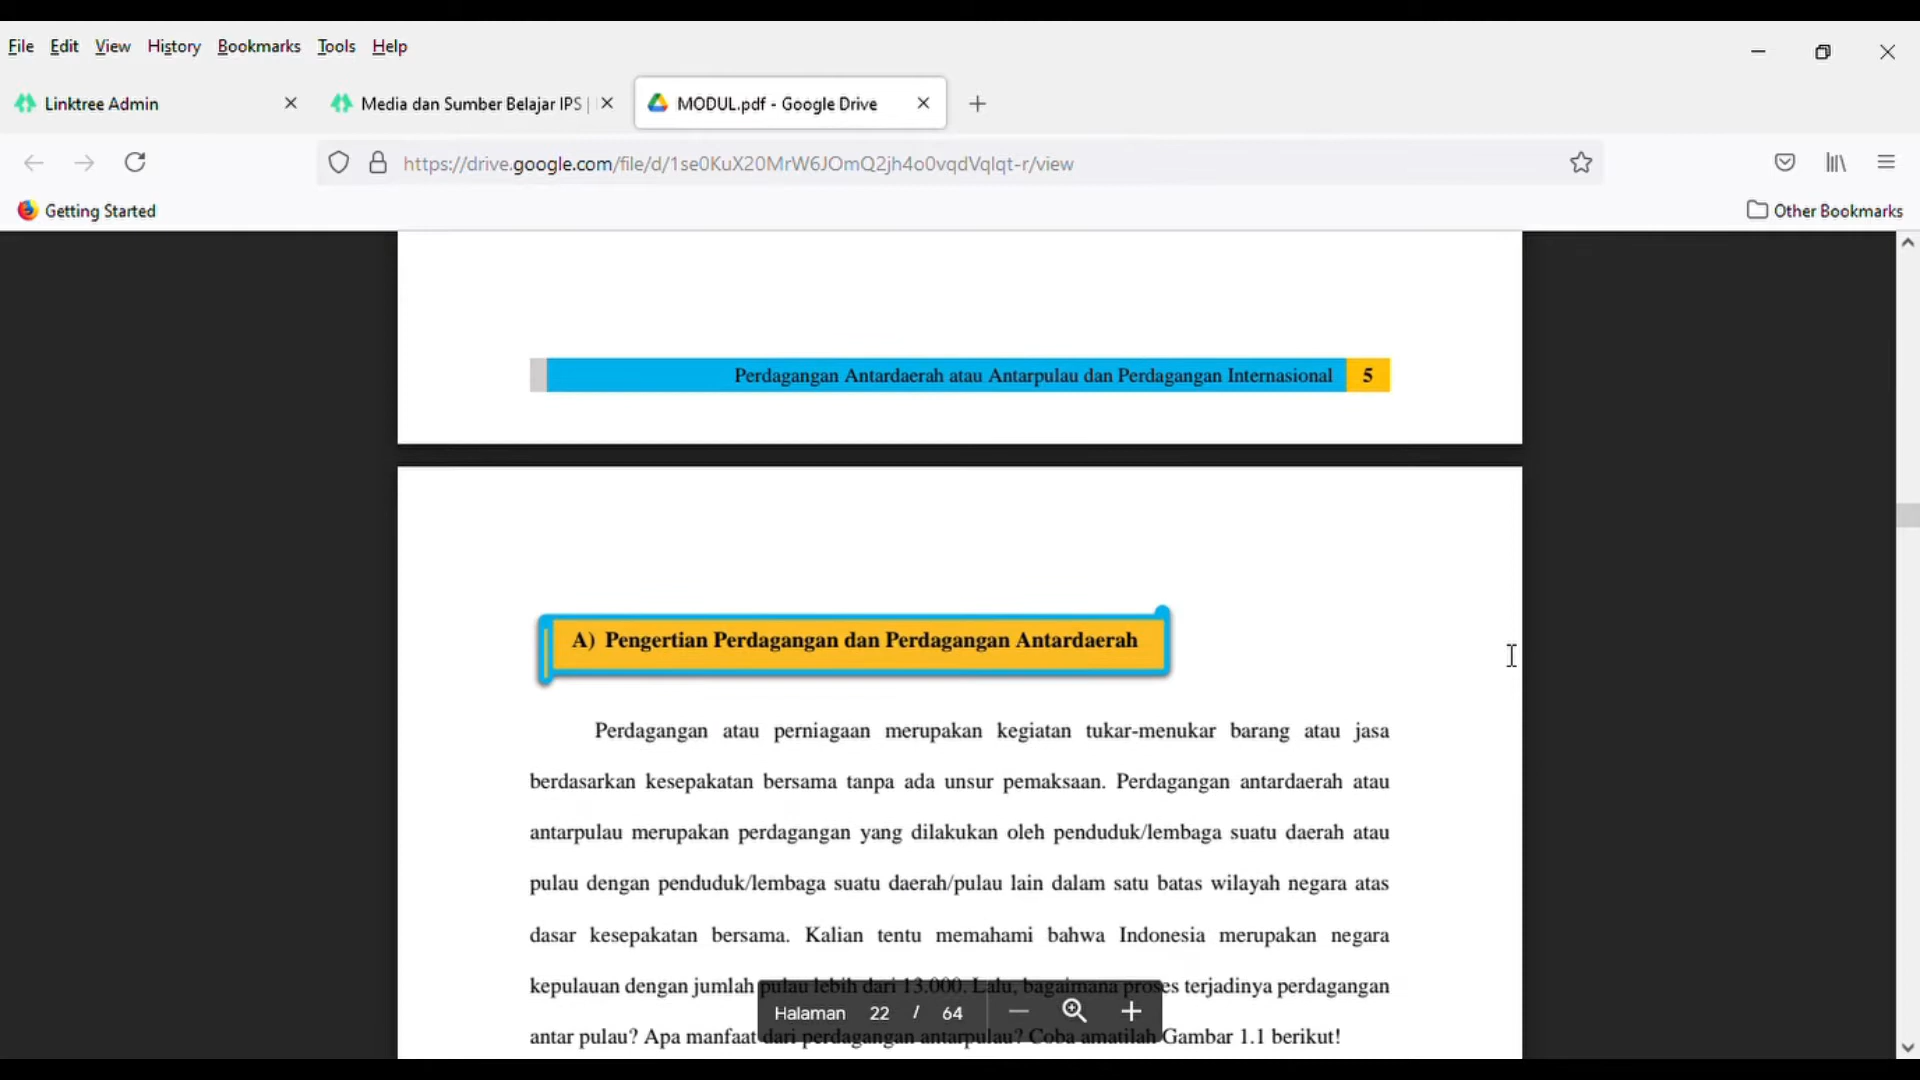 File Edit View History Bookmarks Tools Help
Linktree Admin
Media dan Sumber Belajar IPS |
MODUL.pdf - Google Drive
https://drive.google.com/file/d/1se0KuX20MrW6JOmQ2jh4o0vqdVqlqt-r/view
Getting Started
Other Bookmarks
Perdagangan Antardaerah atau Antarpulau dan Perdagangan Internasional 5
A) Pengertian Perdagangan dan Perdagangan Antardaerah
Perdagangan atau perniagaan merupakan kegiatan tukar-menukar barang atau jasa
berdasarkan kesepakatan bersama tanpa ada unsur pemaksaan. Perdagangan antardaerah atau
antarpulau merupakan perdagangan yang dilakukan oleh penduduk/lembaga suatu daerah atau
pulau dengan penduduk/lembaga suatu daerah/pulau lain dalam satu batas wilayah negara atas
dasar kesepakatan bersama. Kalian tentu memahami bahwa Indonesia merupakan negara
kepulauan dengan jumlah pulau lebih dari 13.000. Lalu, bagaimana proses terjadinya perdagangan
Halaman 22 / 64
antar pulau? Apa manfaat dari perdagangan antarpulau? Coba amatilah Gambar 1.1 berikut!